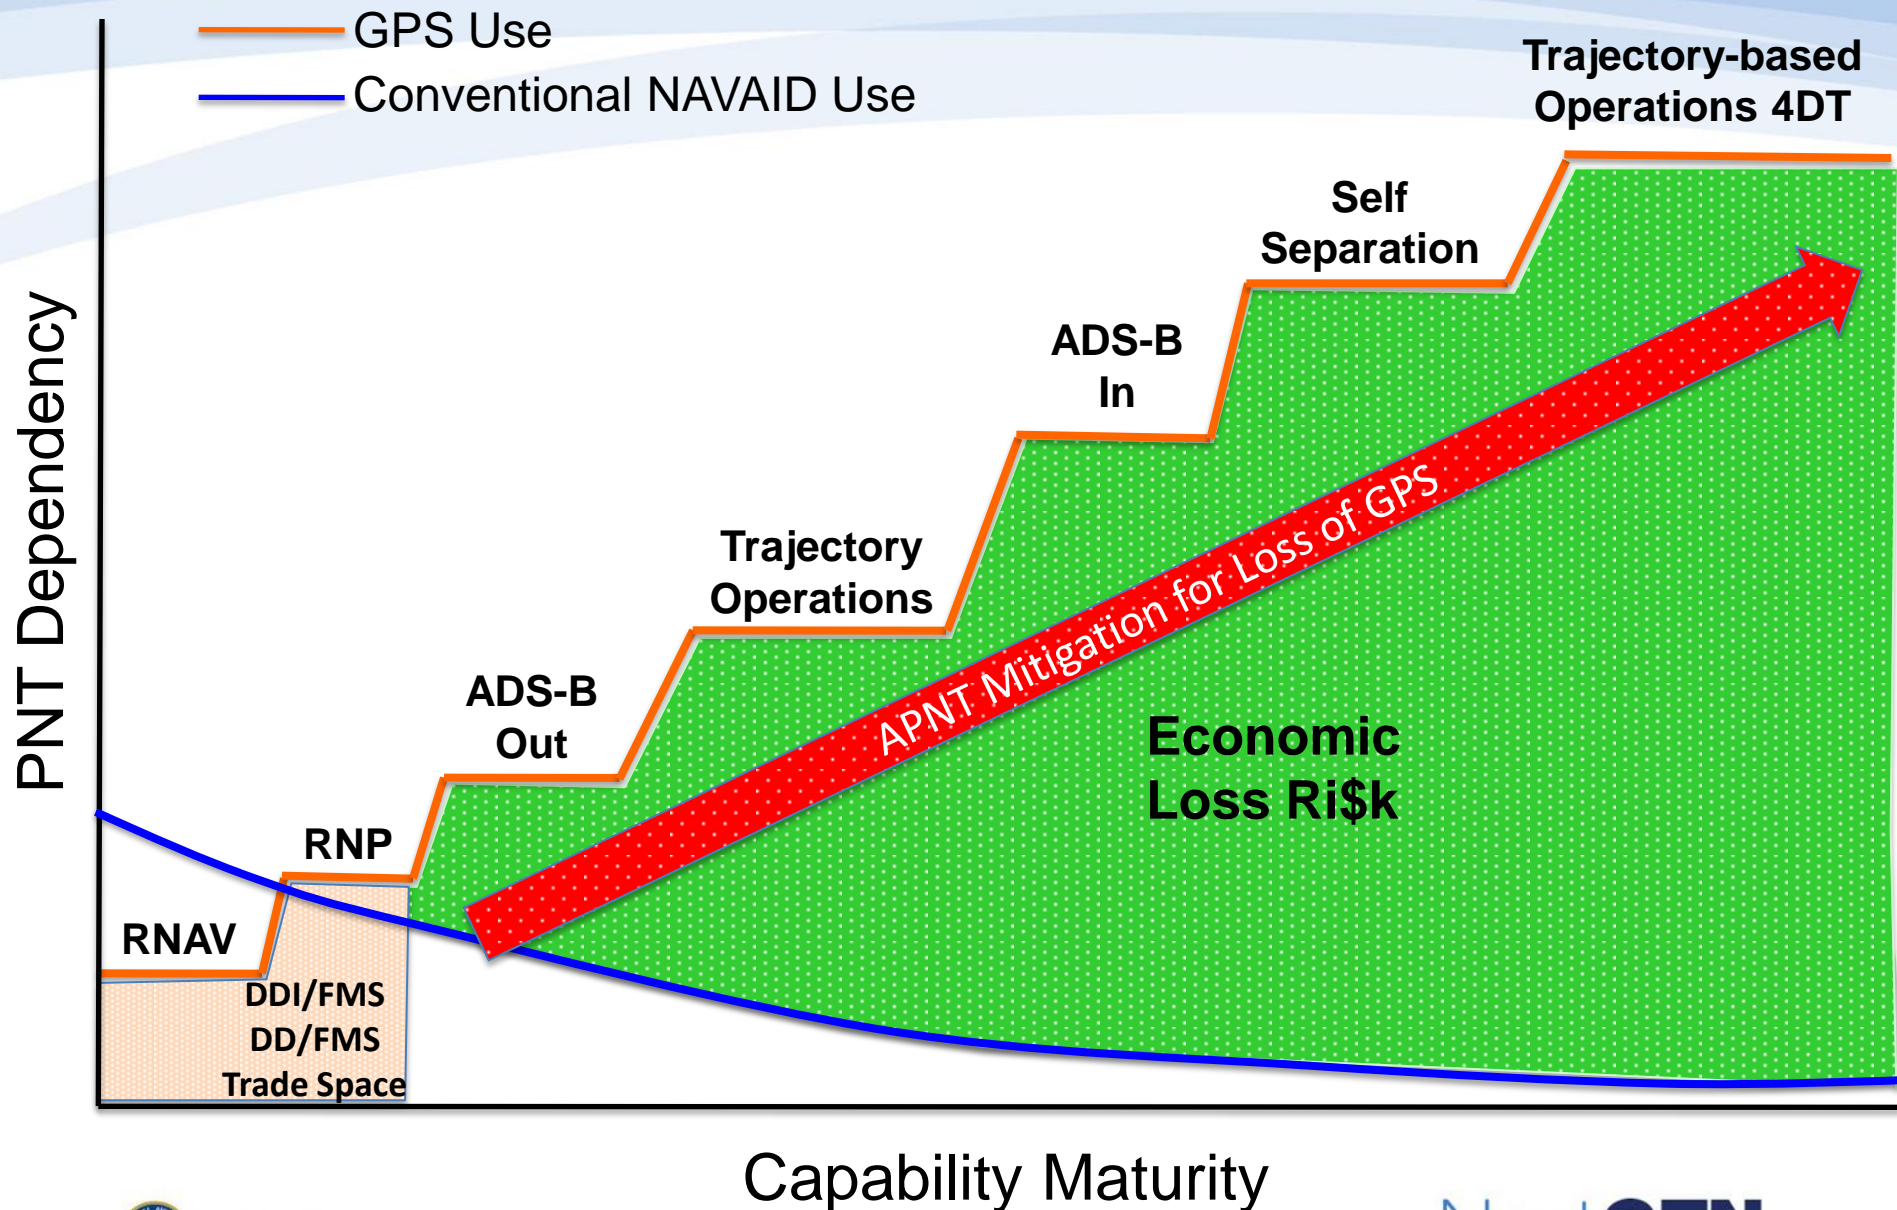 GPS Use
Conventional NAVAID Use
Trajectory-based
Operations 4DT
Self
Separation
ADS-B
In
Trajectory
Operations
ADS-B
Out
RNP
RNAV
DDI/FMS
DD/FMS
Trade Space
APNT Mitigation for Loss of GPS
Economic
Loss Ri$k
PNT Dependency
Capability Maturity